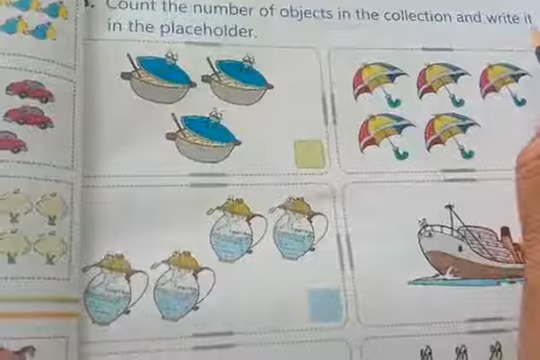 Count the number of objects in the collection and write it
in the placeholder.